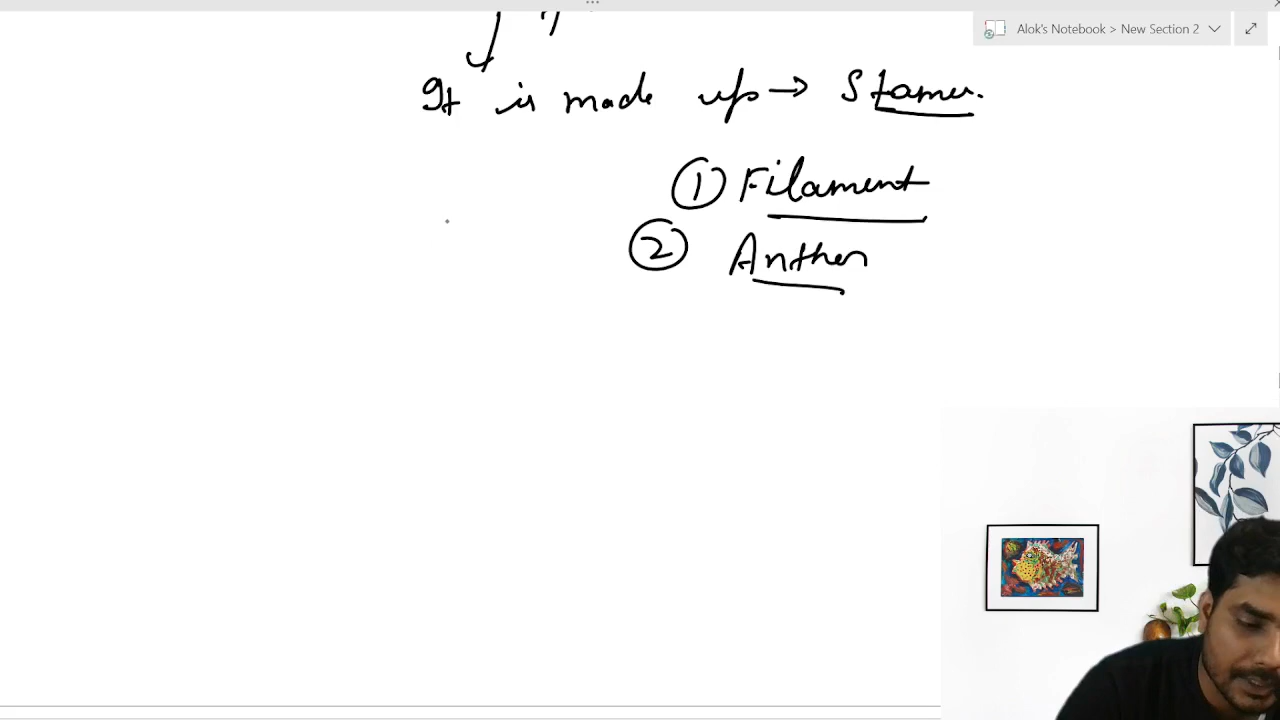 Alok's Notebook > New Section 2
It is made up → Stamen.
① Filament
② Anther